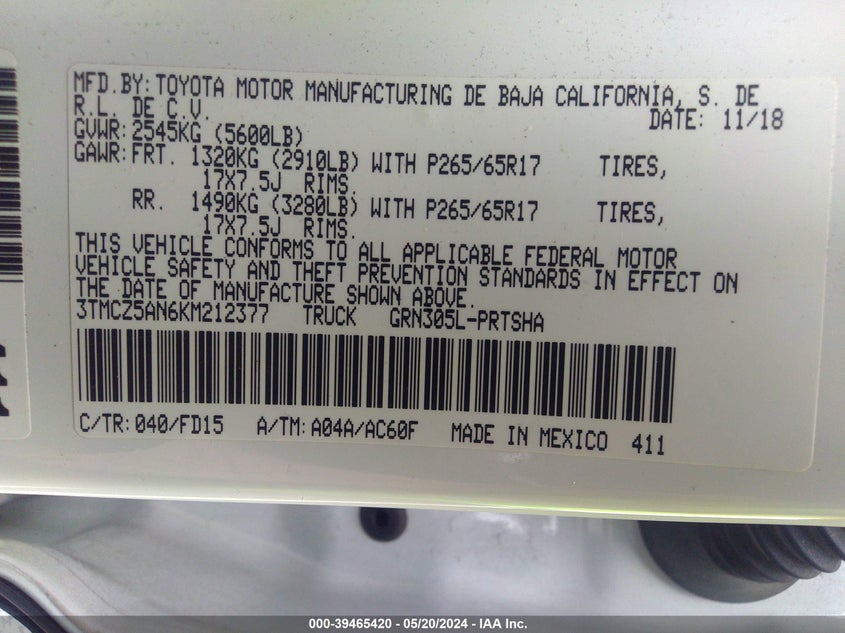 MFD.BY:TOYOTA MOTOR MANUFACTURING DE BAJA CALIFORNIA, S. DE
R.L. DE C.V. DATE: 11/18
GVWR:2545KG (5600LB)
GAWR:FRT. 1320KG (2910LB) WITH P265/65R17 TIRES,
17X7.5J RIMS.
RR. 1490KG (3280LB) WITH P265/65R17 TIRES,
17X7.5J RIMS.
THIS VEHICLE CONFORMS TO ALL APPLICABLE FEDERAL MOTOR
VEHICLE SAFETY AND THEFT PREVENTION STANDARDS IN EFFECT ON
THE DATE OF MANUFACTURE SHOWN ABOVE.
3TMCZ5AN6KM212377 TRUCK GRN305L-PRTSHA
C/TR:040/FD15 A/TM:A04A/AC60F MADE IN MEXICO 411
000-39465420 - 05/20/2024 - IAA Inc.